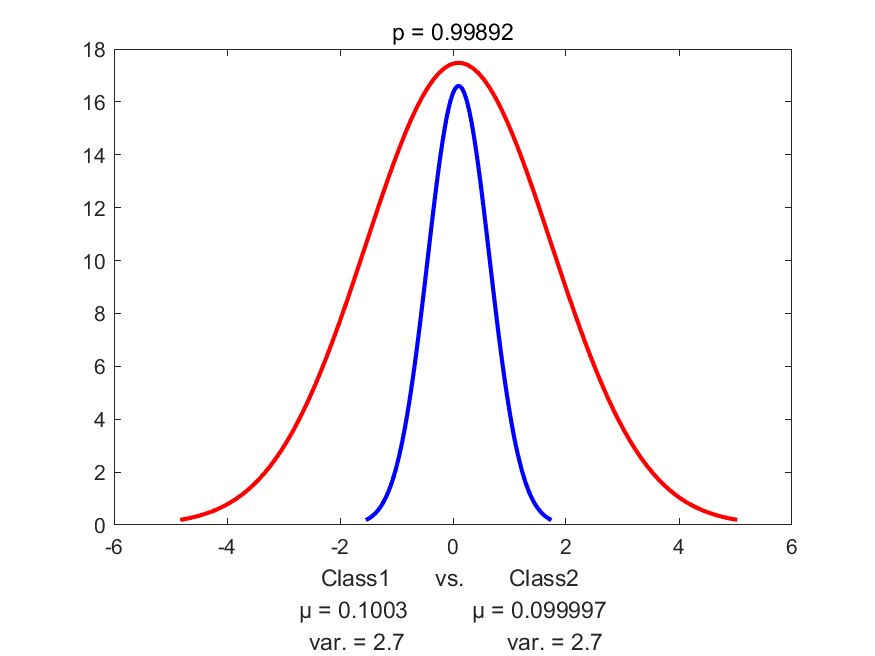 p = 0.99892
18
16
14
12
10
8
6
4
2
0
-6 -4 -2 0 2 4 6
Class1 vs. Class2
μ = 0.1003 μ = 0.099997
var. = 2.7 var. = 2.7